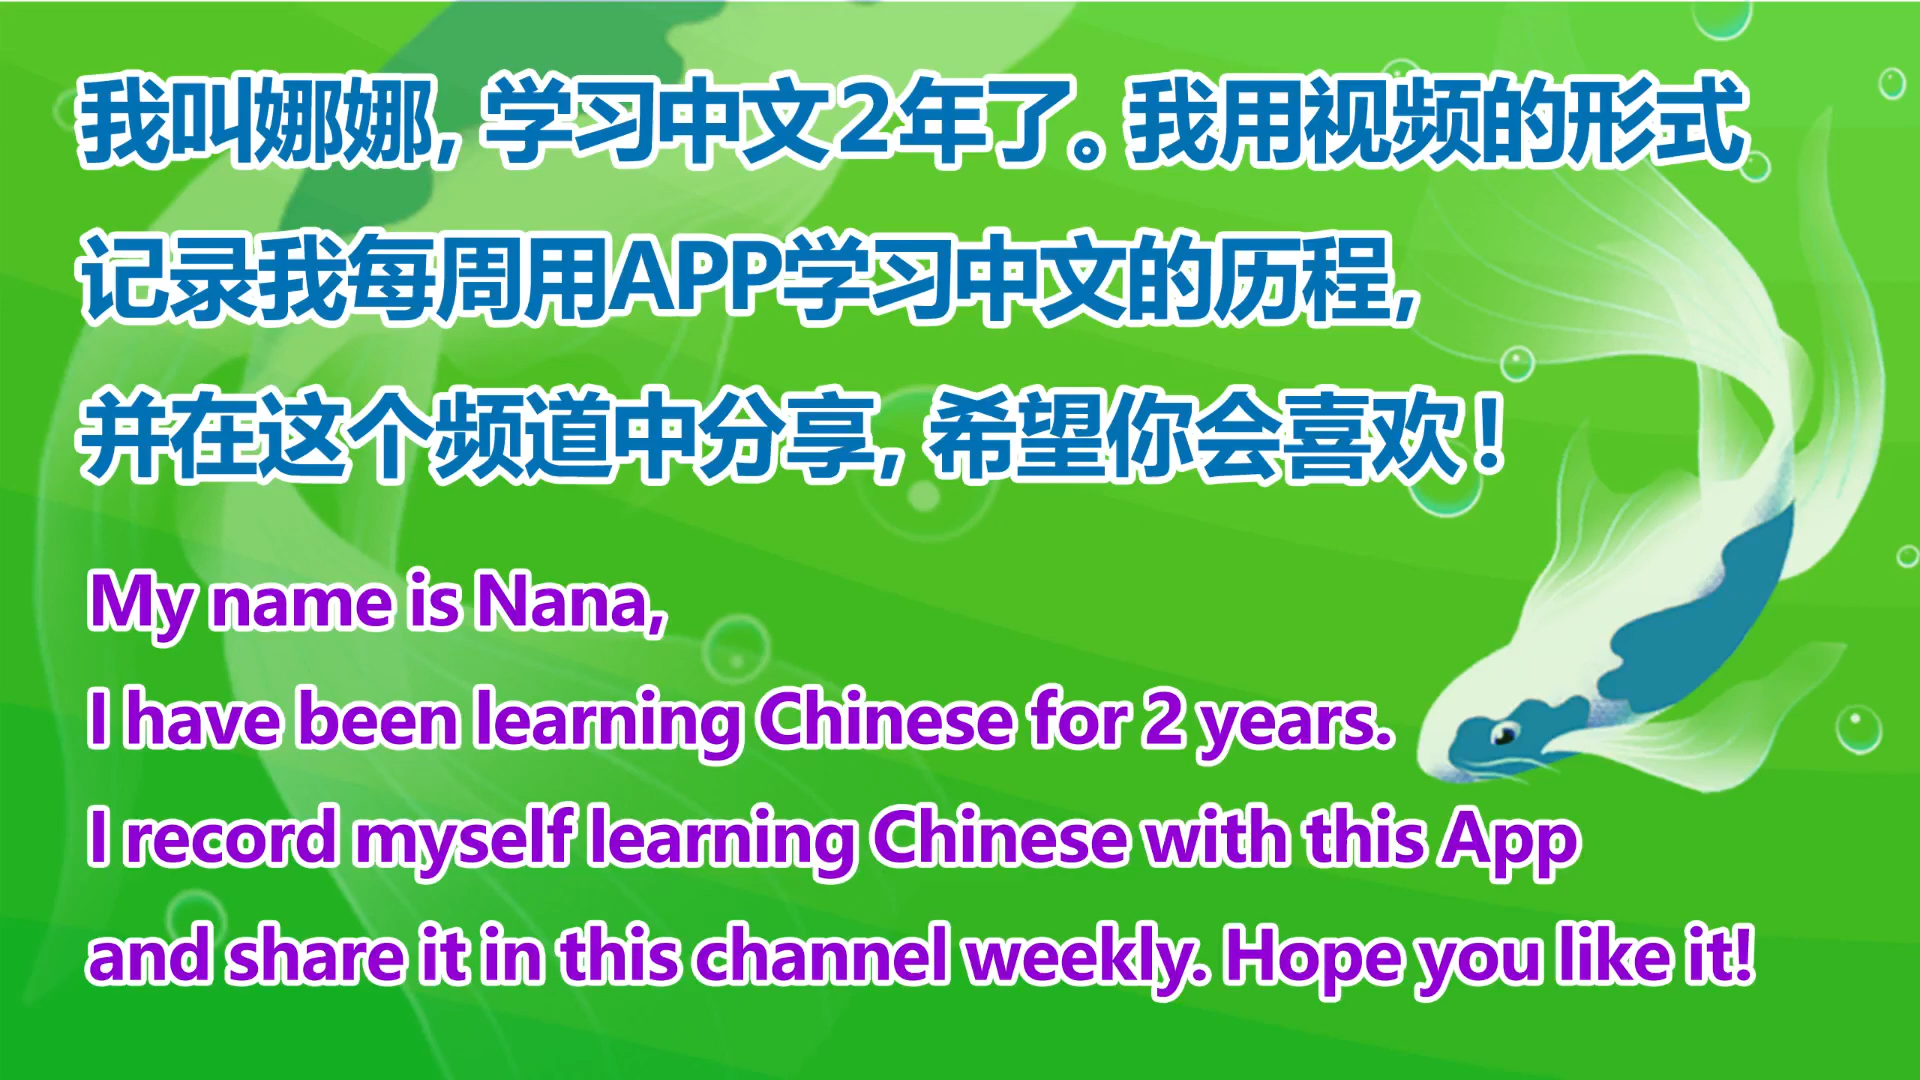 我叫娜娜, 学习中文2年了。我用视频的形式
记录我每周用APP学习中文的历程,
并在这个频道中分享, 希望你会喜欢!
My name is Nana,
I have been learning Chinese for 2 years.
I record myself learning Chinese with this App
and share it in this channel weekly. Hope you like it!